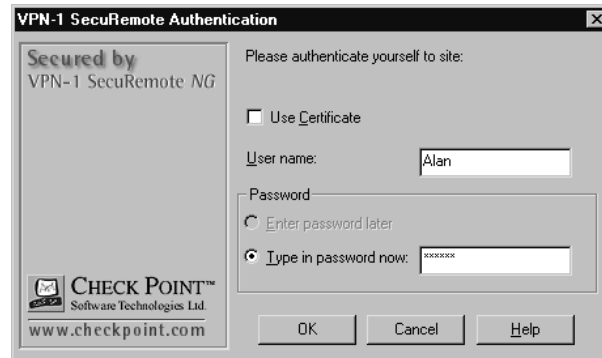 VPN-1 SecuRemote Authentication
Secured by
VPN-1 SecuRemote NG
CHECK POINT™
Software Technologies Ltd.
www.checkpoint.com
Please authenticate yourself to site:
Use Certificate
User name:
Alan
Password
Enter password later
Type in password now:
xxxxxx
OK
Cancel
Help